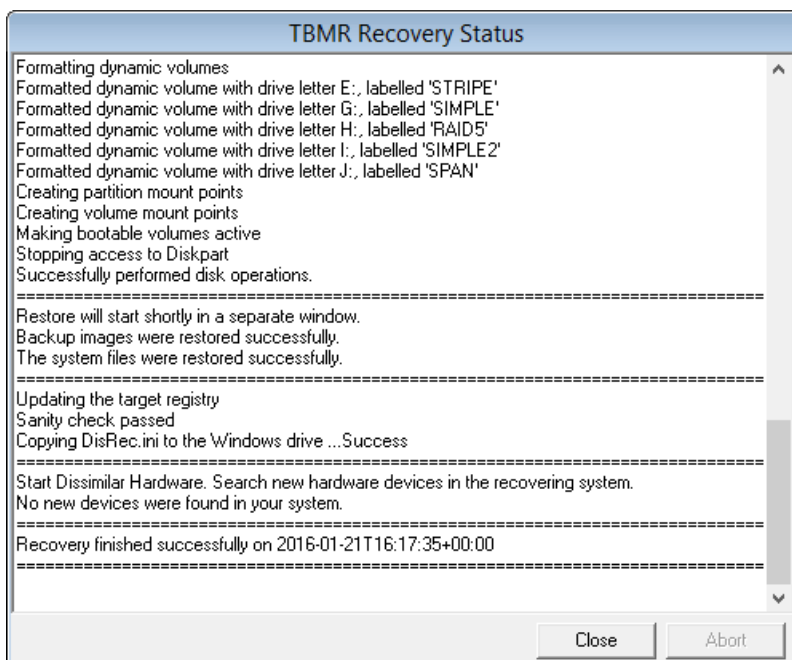 TBMR Recovery Status
Formatting dynamic volumes
Formatted dynamic volume with drive letter E:, labelled 'STRIPE'
Formatted dynamic volume with drive letter G:, labelled 'SIMPLE'
Formatted dynamic volume with drive letter H:, labelled 'RAID5'
Formatted dynamic volume with drive letter I:, labelled 'SIMPLE2'
Formatted dynamic volume with drive letter J:, labelled 'SPAN'
Creating partition mount points
Creating volume mount points
Making bootable volumes active
Stopping access to Diskpart
Successfully performed disk operations.
==========================================================================
Restore will start shortly in a separate window.
Backup images were restored successfully.
The system files were restored successfully.
==========================================================================
Updating the target registry
Sanity check passed
Copying DisRec.ini to the Windows drive ...Success
==========================================================================
Start Dissimilar Hardware. Search new hardware devices in the recovering system.
No new devices were found in your system.
==========================================================================
Recovery finished successfully on 2016-01-21T16:17:35+00:00
==========================================================================
Close Abort